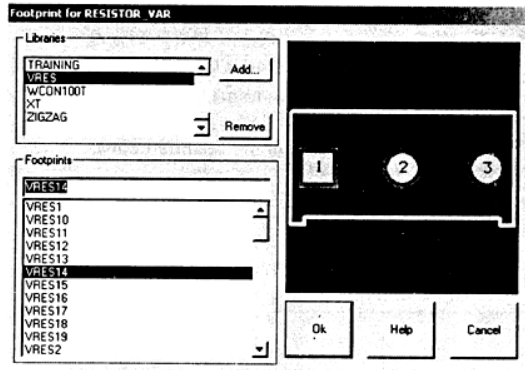 Footprint for RESISTOR_VAR
Libraries
TRAINING
VRES
WCON100T
XT
ZIGZAG
Add...
Remove
Footprints
VRES14
VRES1
VRES10
VRES11
VRES12
VRES13
VRES14
VRES15
VRES16
VRES17
VRES18
VRES19
VRES2
1 2 3
Ok Help Cancel